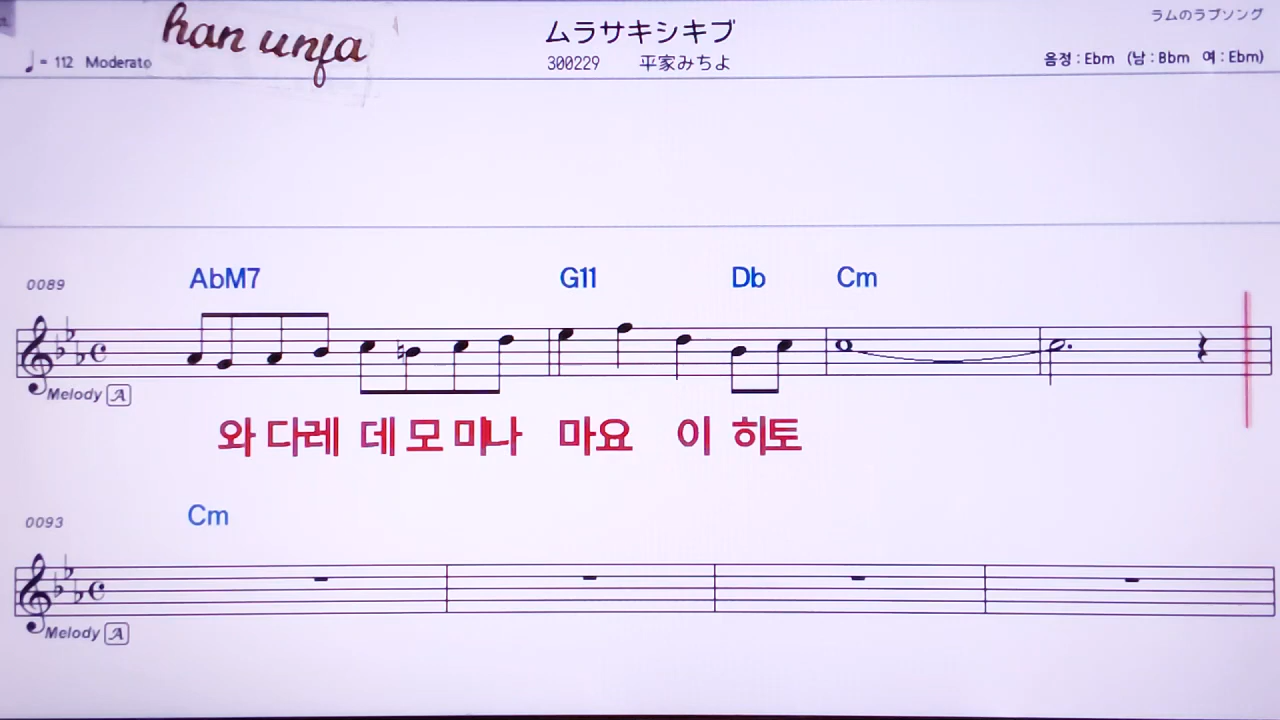 han unfa
ムラサキシキブ
ラムのラブソング
♩ = 112 Moderato
300229 平家みちよ
음정 : Ebm (남 : Bbm 여 : Ebm)
0089 AbM7 G11 Db Cm
Melody A
와 다레 데 모 미나 마요 이 히토
0093 Cm
Melody A